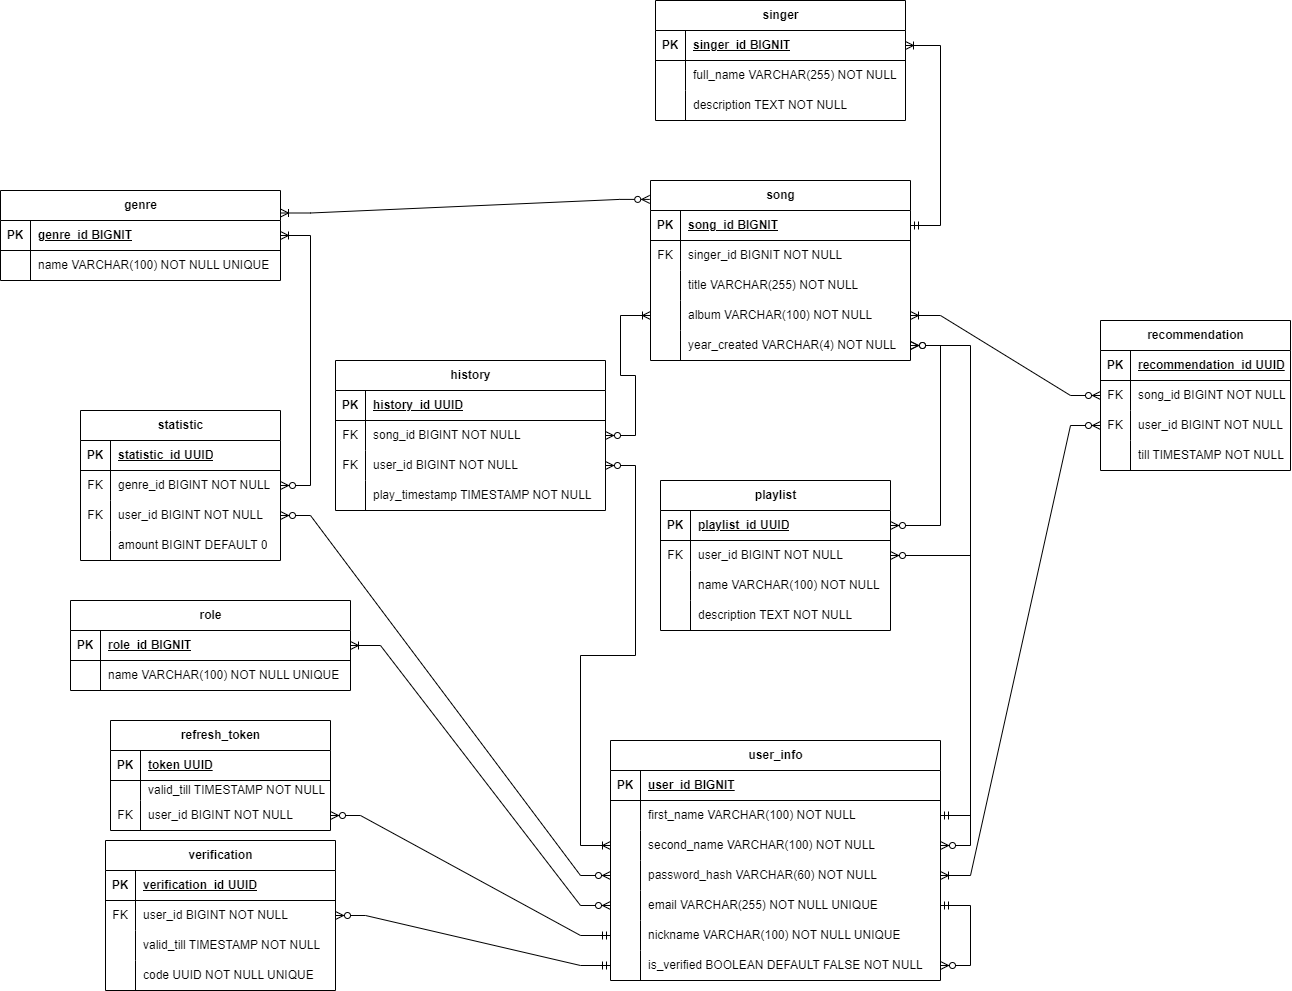 singer
PK singer_id BIGNIT
full_name VARCHAR(255) NOT NULL
description TEXT NOT NULL
genre
PK genre_id BIGNIT
name VARCHAR(100) NOT NULL UNIQUE
song
PK song_id BIGNIT
FK singer_id BIGNIT NOT NULL
title VARCHAR(255) NOT NULL
album VARCHAR(100) NOT NULL
year_created VARCHAR(4) NOT NULL
recommendation
PK recommendation_id UUID
FK song_id BIGINT NOT NULL
FK user_id BIGINT NOT NULL
till TIMESTAMP NOT NULL
history
PK history_id UUID
FK song_id BIGINT NOT NULL
FK user_id BIGINT NOT NULL
play_timestamp TIMESTAMP NOT NULL
statistic
PK statistic_id UUID
FK genre_id BIGINT NOT NULL
FK user_id BIGINT NOT NULL
amount BIGINT DEFAULT 0
playlist
PK playlist_id UUID
FK user_id BIGINT NOT NULL
name VARCHAR(100) NOT NULL
description TEXT NOT NULL
role
PK role_id BIGNIT
name VARCHAR(100) NOT NULL UNIQUE
refresh_token
PK token UUID
valid_till TIMESTAMP NOT NULL
FK user_id BIGINT NOT NULL
user_info
PK user_id BIGNIT
first_name VARCHAR(100) NOT NULL
second_name VARCHAR(100) NOT NULL
password_hash VARCHAR(60) NOT NULL
email VARCHAR(255) NOT NULL UNIQUE
nickname VARCHAR(100) NOT NULL UNIQUE
is_verified BOOLEAN DEFAULT FALSE NOT NULL
verification
PK verification_id UUID
FK user_id BIGINT NOT NULL
valid_till TIMESTAMP NOT NULL
code UUID NOT NULL UNIQUE